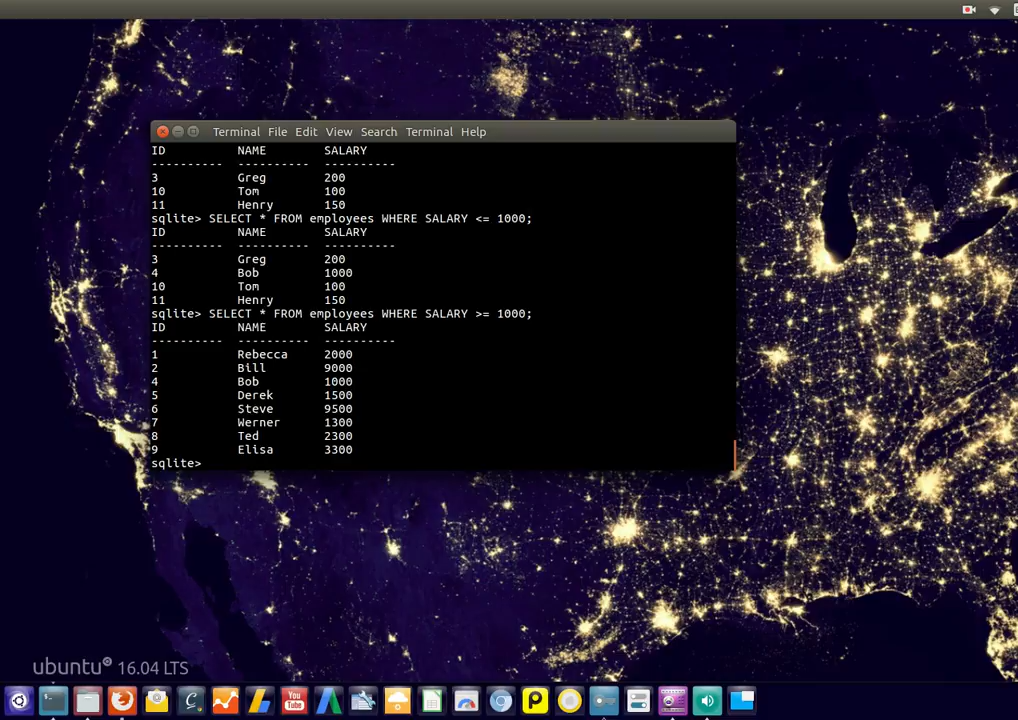 Terminal File Edit View Search Terminal Help
ID NAME SALARY
---------- ---------- ----------
3 Greg 200
10 Tom 100
11 Henry 150
sqlite> SELECT * FROM employees WHERE SALARY <= 1000;
ID NAME SALARY
---------- ---------- ----------
3 Greg 200
4 Bob 1000
10 Tom 100
11 Henry 150
sqlite> SELECT * FROM employees WHERE SALARY >= 1000;
ID NAME SALARY
---------- ---------- ----------
1 Rebecca 2000
2 Bill 9000
4 Bob 1000
5 Derek 1500
6 Steve 9500
7 Werner 1300
8 Ted 2300
9 Elisa 3300
sqlite>
ubuntu® 16.04 LTS
You
Tube